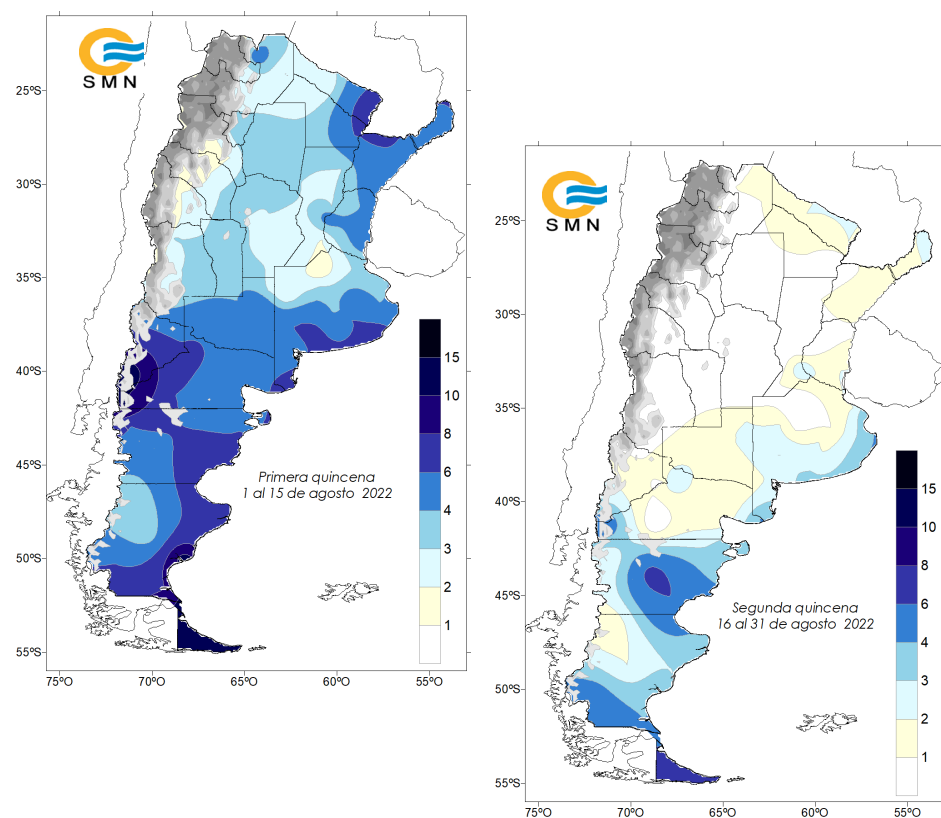 SMN
25ºS
30ºS
35ºS
40ºS
45ºS
50ºS
55ºS
75ºO
70ºO
65ºO
60ºO
55ºO
Primera quincena
1 al 15 de agosto 2022
15
10
8
6
4
3
2
1
SMN
25ºS
30ºS
35ºS
40ºS
45ºS
50ºS
55ºS
75ºO
70ºO
65ºO
60ºO
55ºO
Segunda quincena
16 al 31 de agosto 2022
15
10
8
6
4
3
2
1